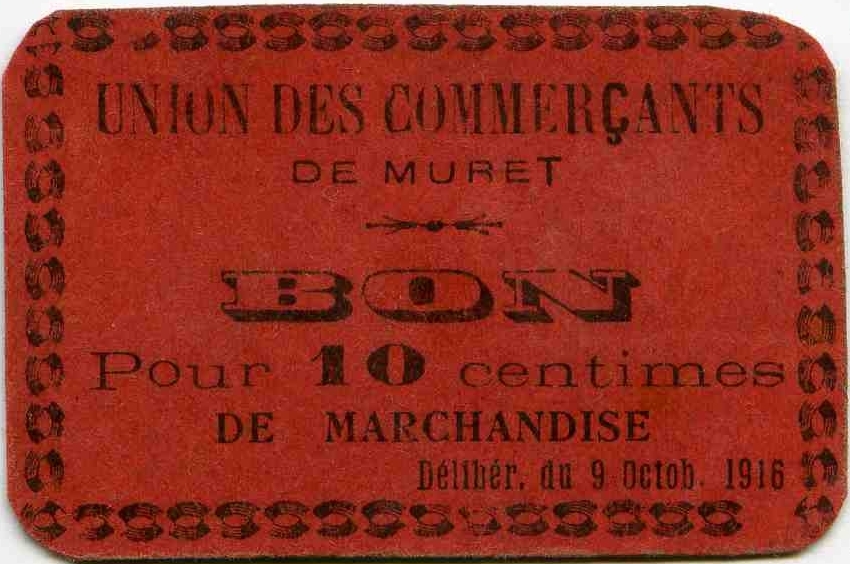 UNION DES COMMERÇANTS
DE MURET
BON
Pour 10 centimes
DE MARCHANDISE
Délibér. du 9 Octob. 1916